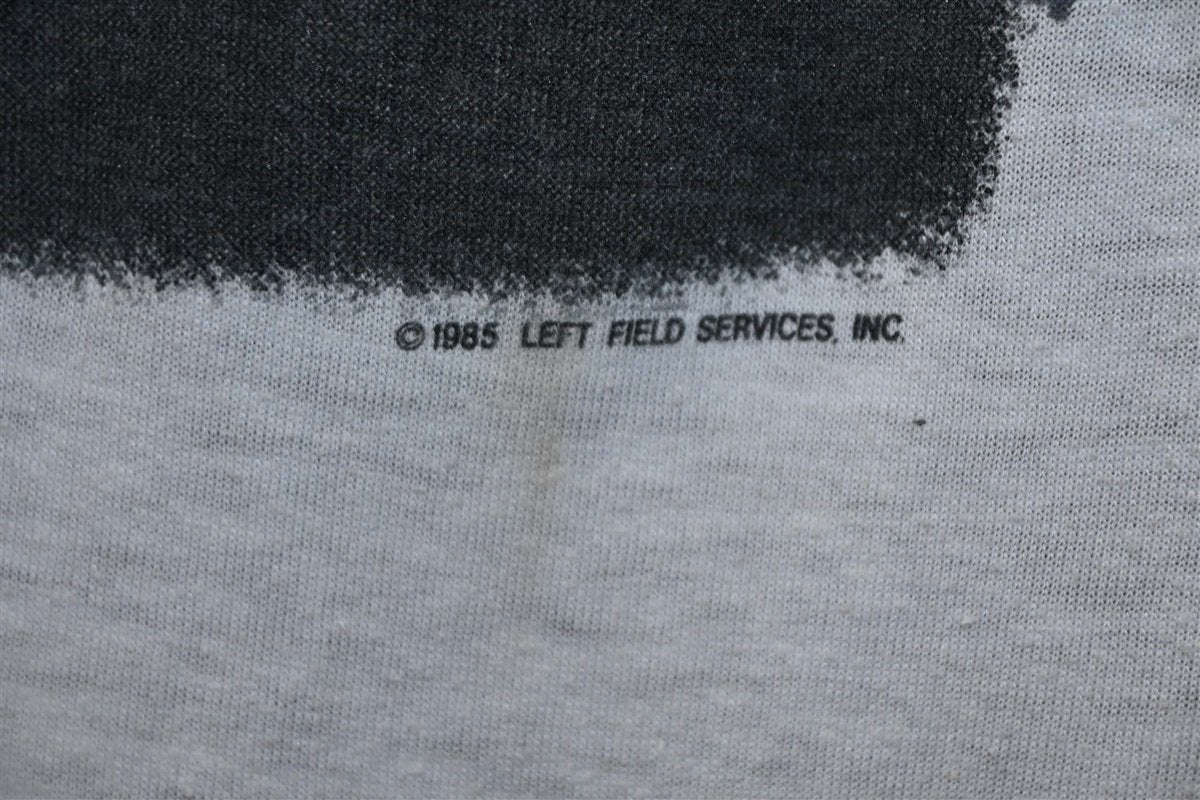 ©1985 LEFT FIELD SERVICES, INC.